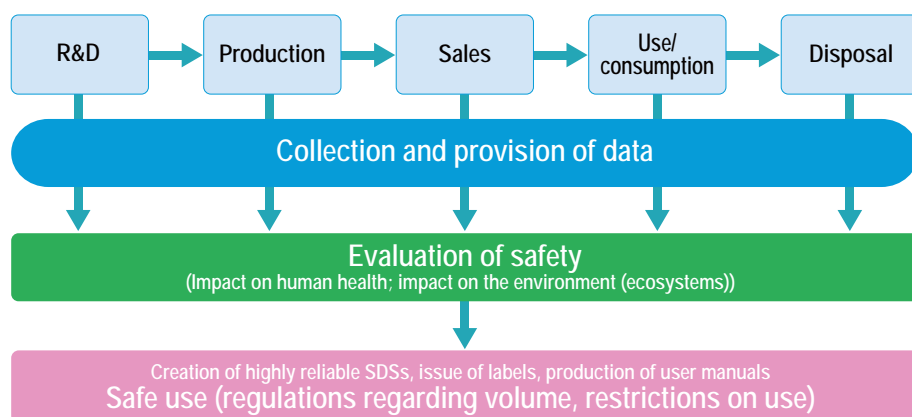 R&D
Production
Sales
Use/
consumption
Disposal
Collection and provision of data
Evaluation of safety
(Impact on human health; impact on the environment (ecosystems))
Creation of highly reliable SDSs, issue of labels, production of user manuals
Safe use (regulations regarding volume, restrictions on use)